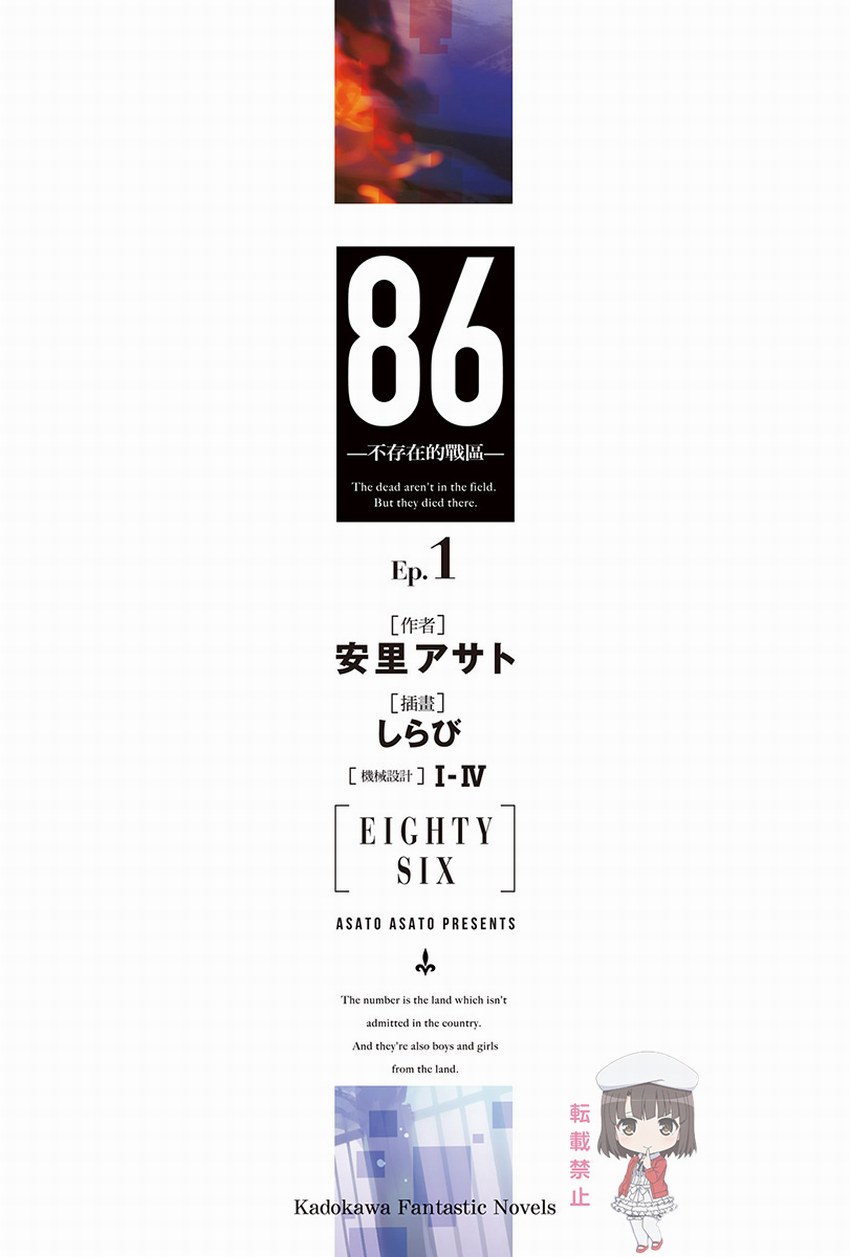 86
—不存在的戰區—
The dead aren't in the field.
But they died there.
Ep.1
[作者]
安里アサト
[插畫]
しらび
[機械設計] I-Ⅳ
EIGHTY
SIX
ASATO ASATO PRESENTS
The number is the land which isn't
admitted in the country.
And they're also boys and girls
from the land.
転載禁止
Kadokawa Fantastic Novels